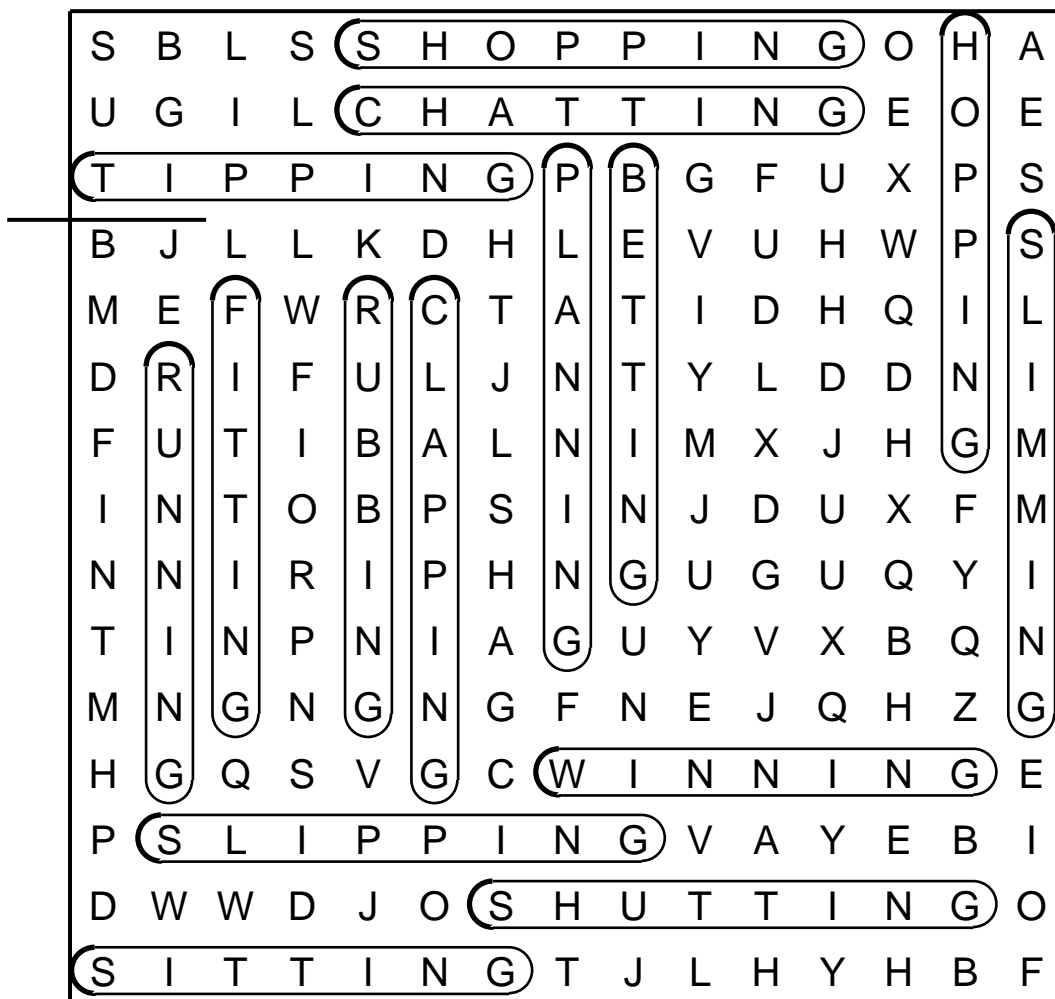 S B L S S H O P P I N G O H A
U G I L C H A T T I N G E O E
T I P P I N G P B G F U X P S
B J L L K D H L E V U H W P S
M E F W R C T A T I D H Q I L
D R I F U L J N T Y L D D N I
F U T I B A L N I M X J H G M
I N T O B P S I N J D U X F M
N N I R I P H N G U G U Q Y I
T I N P N I A G U Y V X B Q N
M N G N G N G F N E J Q H Z G
H G Q S V G C W I N N I N G E
P S L I P P I N G V A Y E B I
D W W D J O S H U T T I N G O
S I T T I N G T J L H Y H B F